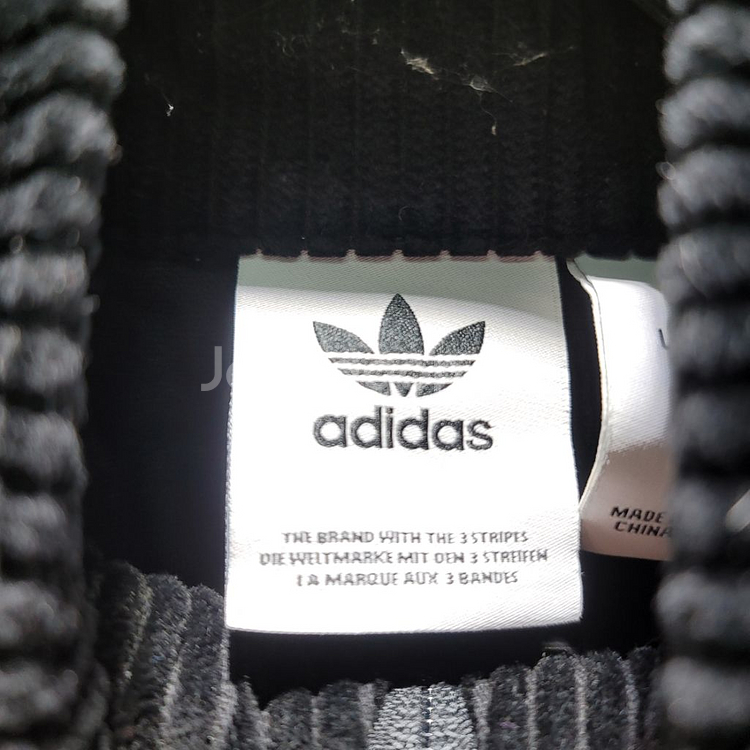 adidas
THE BRAND WITH THE 3 STRIPES
DIE WELTMARKE MIT DEN 3 STREIFEN
LA MARQUE AUX 3 BANDES
MADE
CHINA